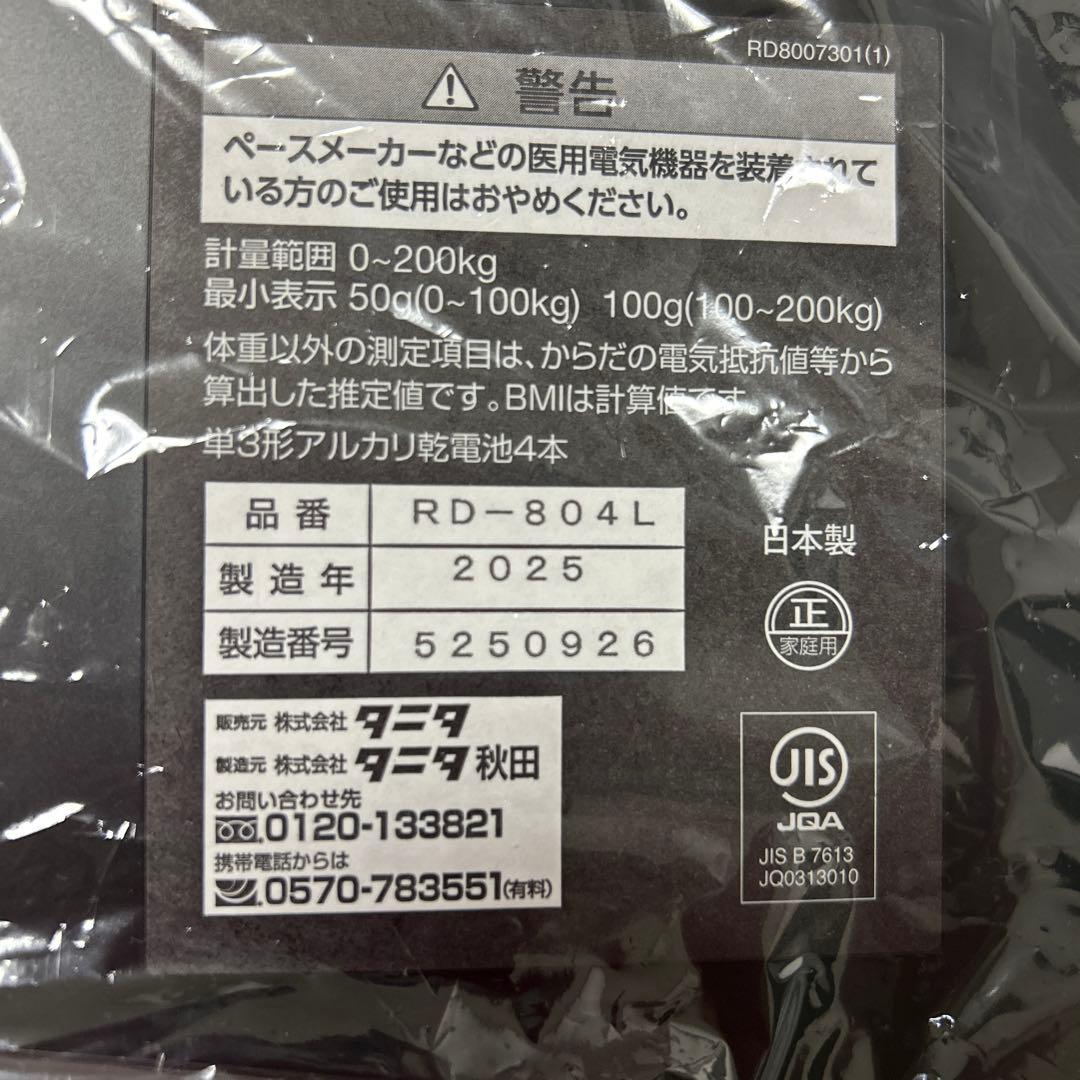 RD8007301(1)
警告
ペースメーカーなどの医用電気機器を装着されて
いる方のご使用はおやめください。
計量範囲 0~200kg
最小表示 50g(0~100kg) 100g(100~200kg)
体重以外の測定項目は、からだの電気抵抗値等から
算出した推定値です。BMIは計算値です。
単3形アルカリ乾電池4本
品番 RD-804L
製造年 2025
製造番号 5250926
日本製
正
家庭用
販売元 株式会社 タニタ
製造元 株式会社 タニタ 秋田
お問い合わせ先
0120-133821
携帯電話からは
0570-783551(有料)
JIS
JQA
JIS B 7613
JQ0313010